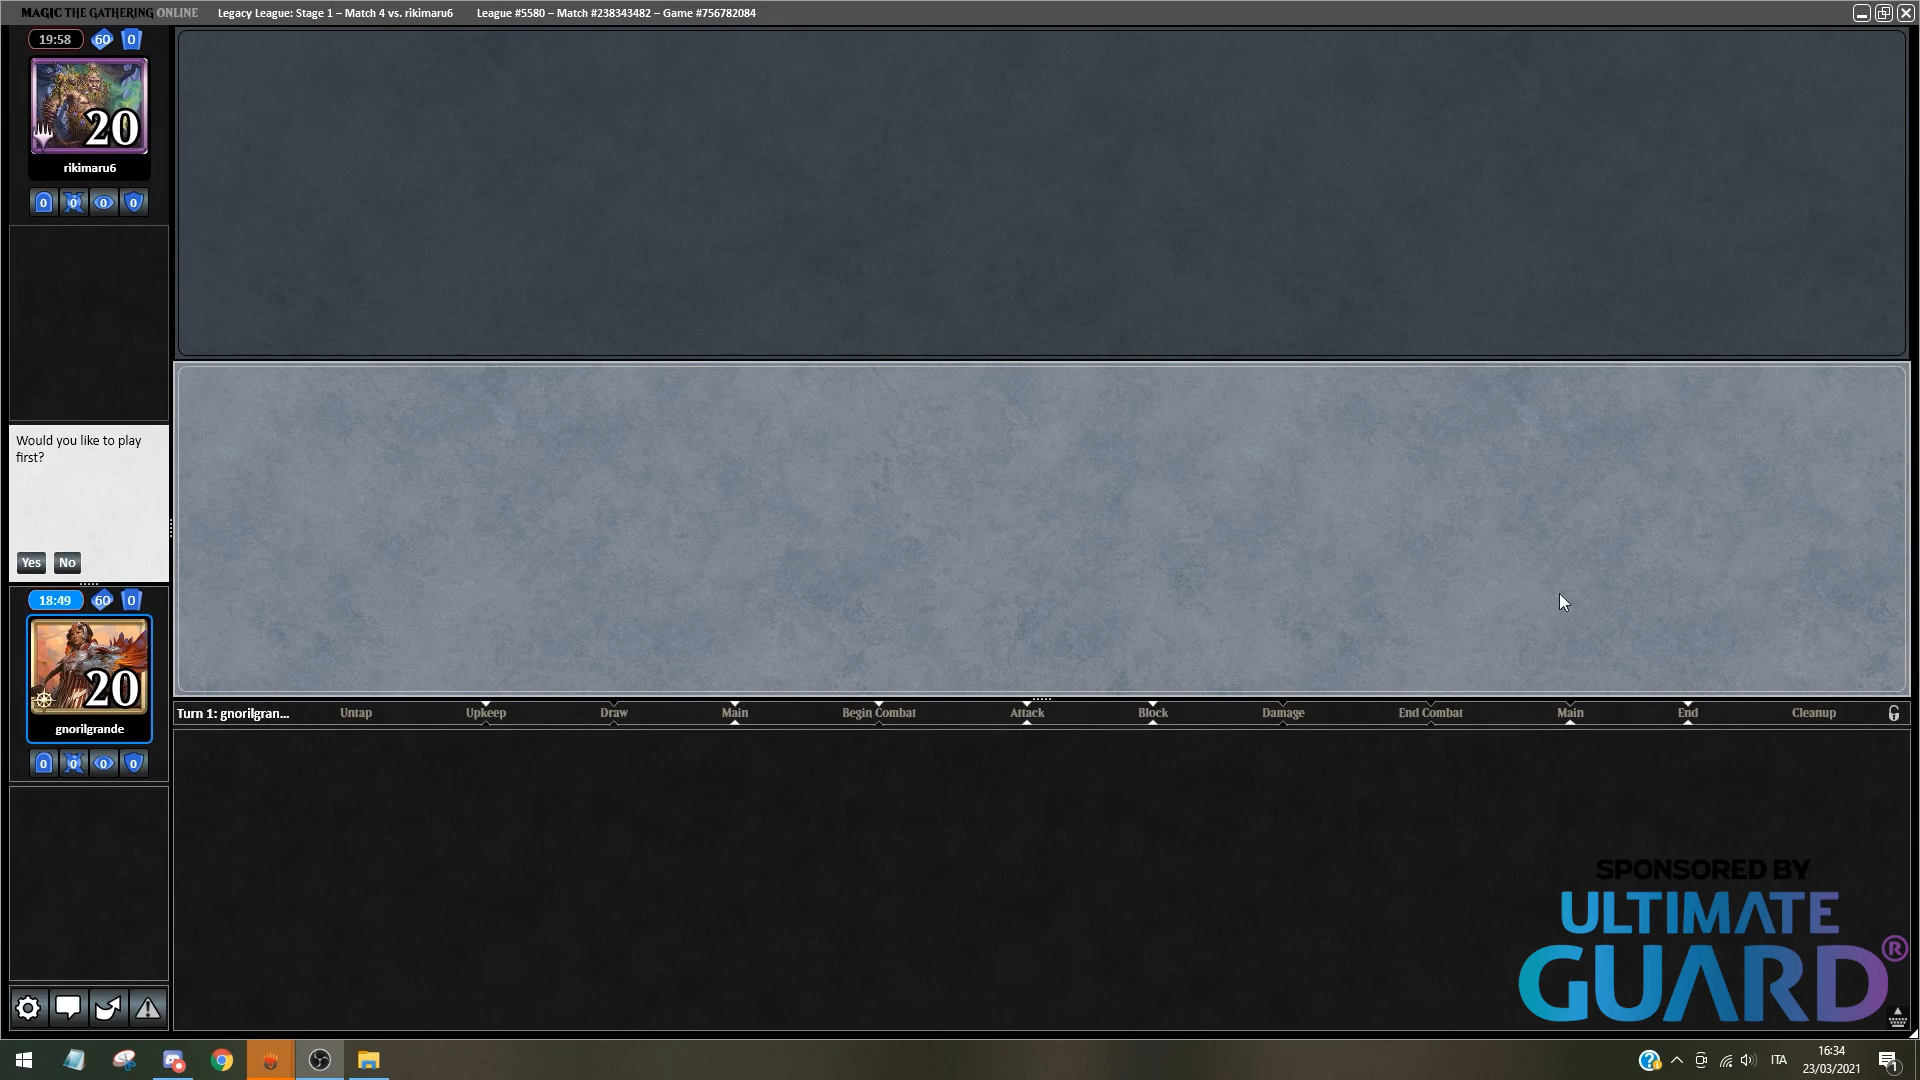 MAGIC THE GATHERING ONLINE Legacy League: Stage 1 – Match 4 vs. rikimaru6 League #5580 – Match #238343482 – Game #756782084
19:58 60 0
20
rikimaru6
0 0 0 0
Would you like to play
first?
Yes No
18:49 60 0
20
gnorilgrande
0 0 0 0
Turn 1: gnorilgran... Untap Upkeep Draw Main Begin Combat Attack Block Damage End Combat Main End Cleanup
SPONSORED BY
ULTIMATE
GUARD®
ITA
16:34
23/03/2021
1